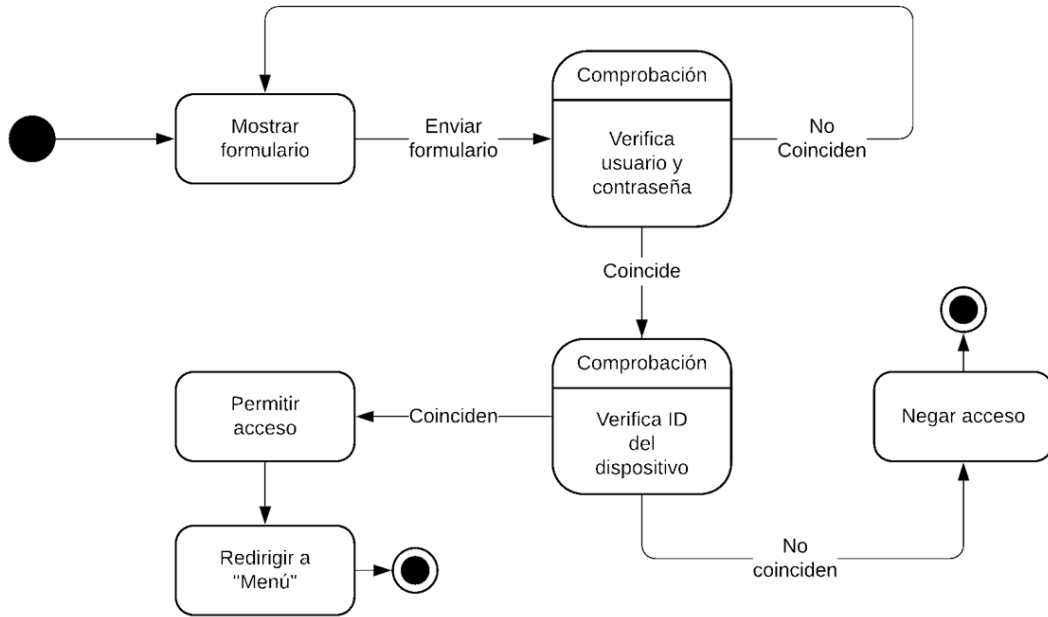 Comprobación
Mostrar
formulario
Enviar
formulario
Verifica
usuario y
contraseña
No
Coinciden
Coincide
Comprobación
Verifica ID
del
dispositivo
Coinciden
Permitir
acceso
Redirigir a
"Menú"
No
coinciden
Negar acceso